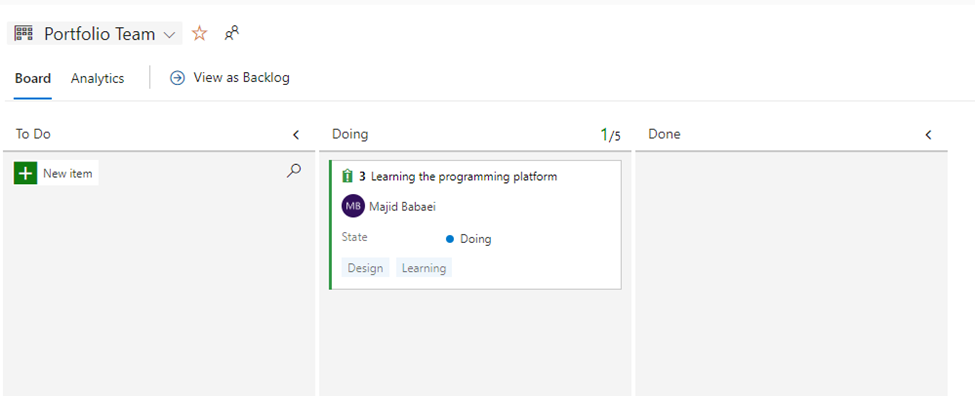 Portfolio Team
Board Analytics View as Backlog
To Do
New item
Doing 1/5
3 Learning the programming platform
MB Majid Babaei
State Doing
Design Learning
Done